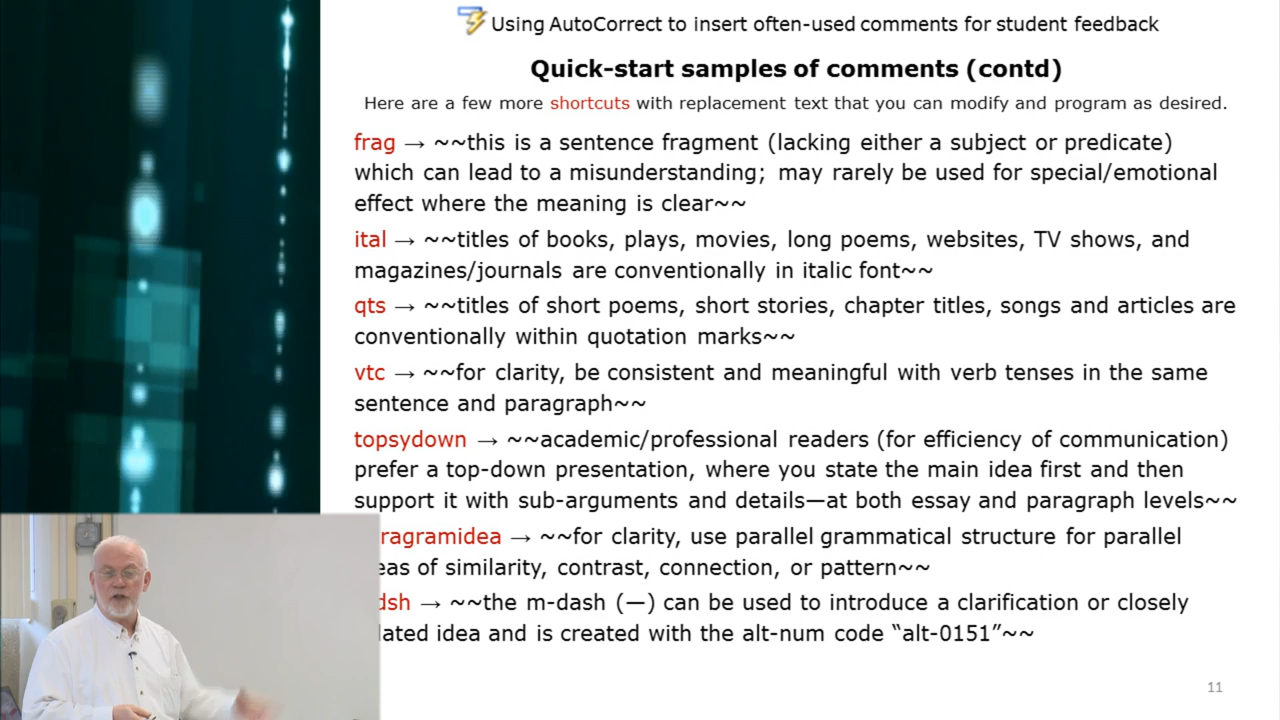 Using AutoCorrect to insert often-used comments for student feedback
Quick-start samples of comments (contd)
Here are a few more shortcuts with replacement text that you can modify and program as desired.
frag → ~~this is a sentence fragment (lacking either a subject or predicate)
which can lead to a misunderstanding; may rarely be used for special/emotional
effect where the meaning is clear~~
ital → ~~titles of books, plays, movies, long poems, websites, TV shows, and
magazines/journals are conventionally in italic font~~
qts → ~~titles of short poems, short stories, chapter titles, songs and articles are
conventionally within quotation marks~~
vtc → ~~for clarity, be consistent and meaningful with verb tenses in the same
sentence and paragraph~~
topsydown → ~~academic/professional readers (for efficiency of communication)
prefer a top-down presentation, where you state the main idea first and then
support it with sub-arguments and details—at both essay and paragraph levels~~
ragramidea → ~~for clarity, use parallel grammatical structure for parallel
eas of similarity, contrast, connection, or pattern~~
dsh → ~~the m-dash (—) can be used to introduce a clarification or closely
lated idea and is created with the alt-num code “alt-0151”~~
11